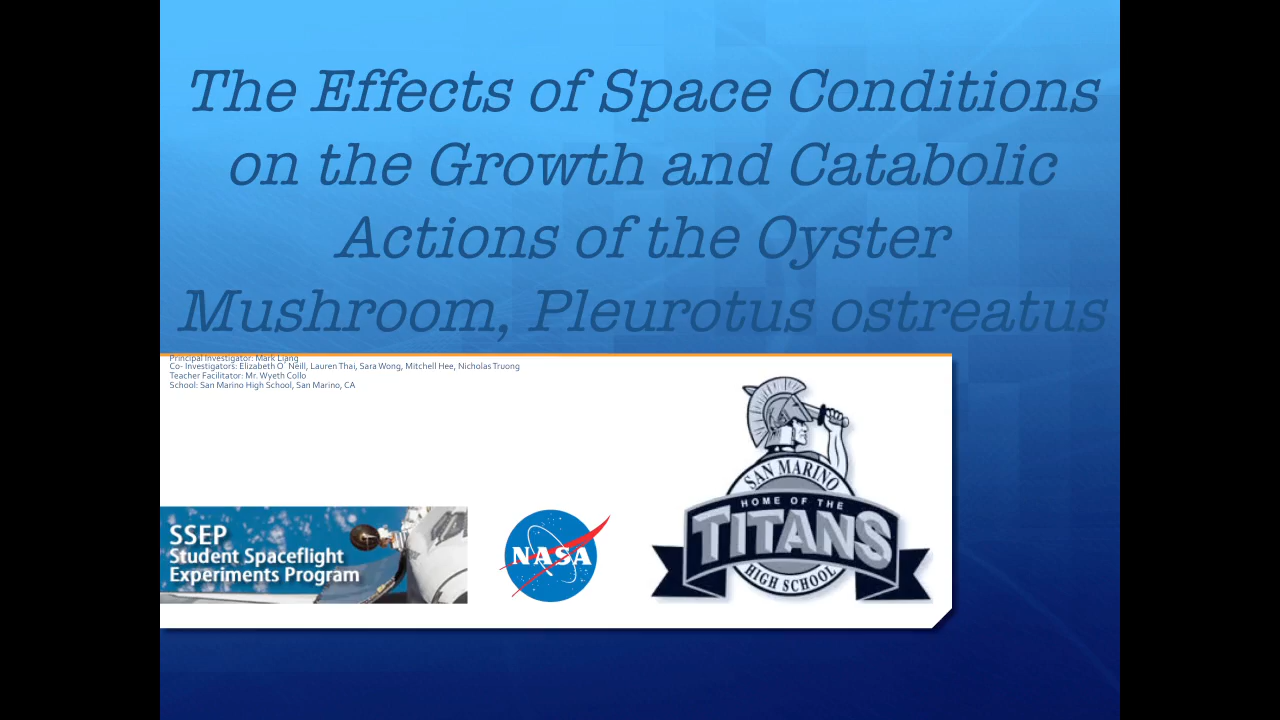 The Effects of Space Conditions
on the Growth and Catabolic
Actions of the Oyster
Mushroom, Pleurotus ostreatus
Principal Investigator: Mark Liang
Co- Investigators: Elizabeth O´ Neill, Lauren Thai, Sara Wong, Mitchell Hee, Nicholas Truong
Teacher Facilitator: Mr. Wyeth Collo
School: San Marino High School, San Marino, CA
SSEP
Student Spaceflight
Experiments Program
NASA
SAN MARINO
HOME OF THE
TITANS
HIGH SCHOOL